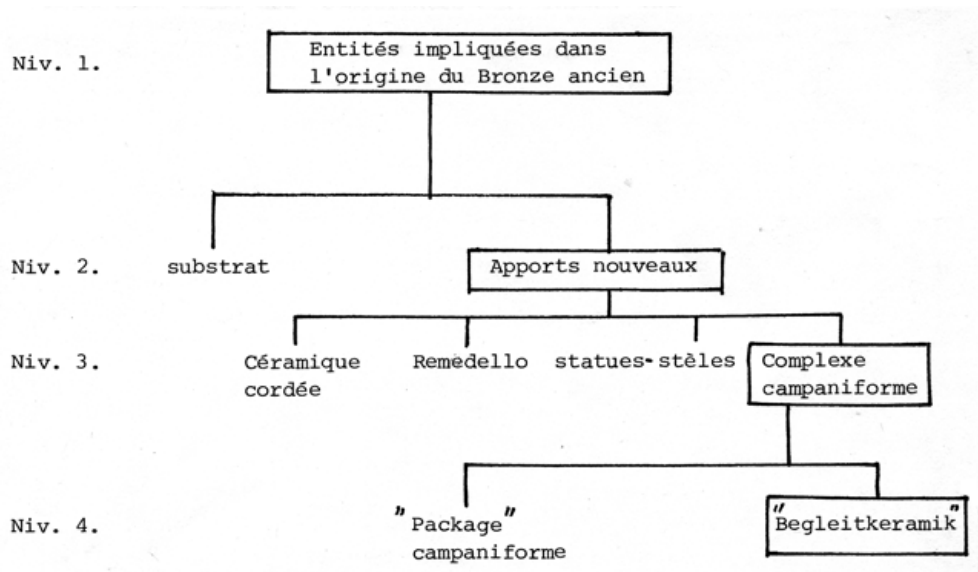 Niv. 1.
Entités impliquées dans
l'origine du Bronze ancien
Niv. 2.
substrat
Apports nouveaux
Niv. 3.
Céramique
cordée
Remedello
statues-stèles
Complexe
campaniforme
Niv. 4.
"Package"
campaniforme
"Begleitkeramik"